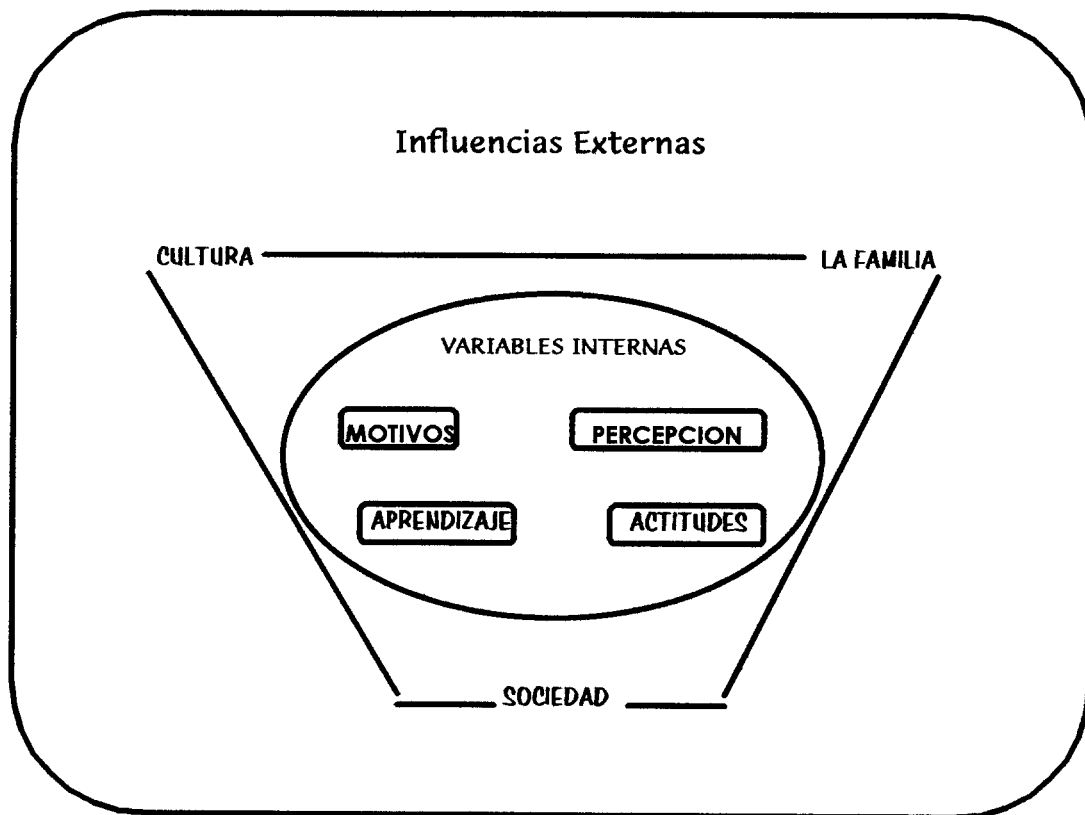 Influencias Externas
CULTURA
LA FAMILIA
VARIABLES INTERNAS
MOTIVOS
PERCEPCION
APRENDIZAJE
ACTITUDES
SOCIEDAD